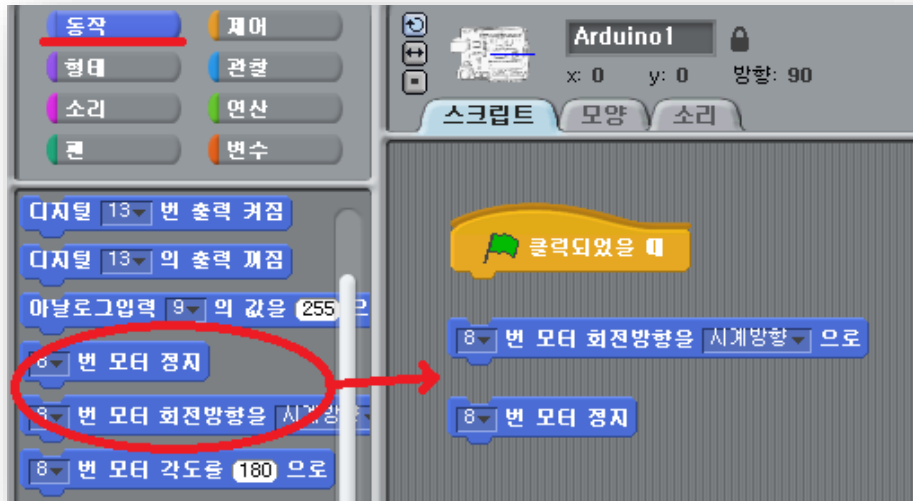 동작 제어
형태 관찰
소리 연산
펜 변수
디지털 13 번 출력 켜짐
디지털 13 의 출력 꺼짐
아날로그입력 9 의 값을 255 으
8 번 모터 정지
8 번 모터 회전방향을 시계방향
8 번 모터 각도를 180 으로
Arduino1
x: 0 y: 0 방향: 90
스크립트 모양 소리
클릭되었을 때
8 번 모터 회전방향을 시계방향 으로
8 번 모터 정지